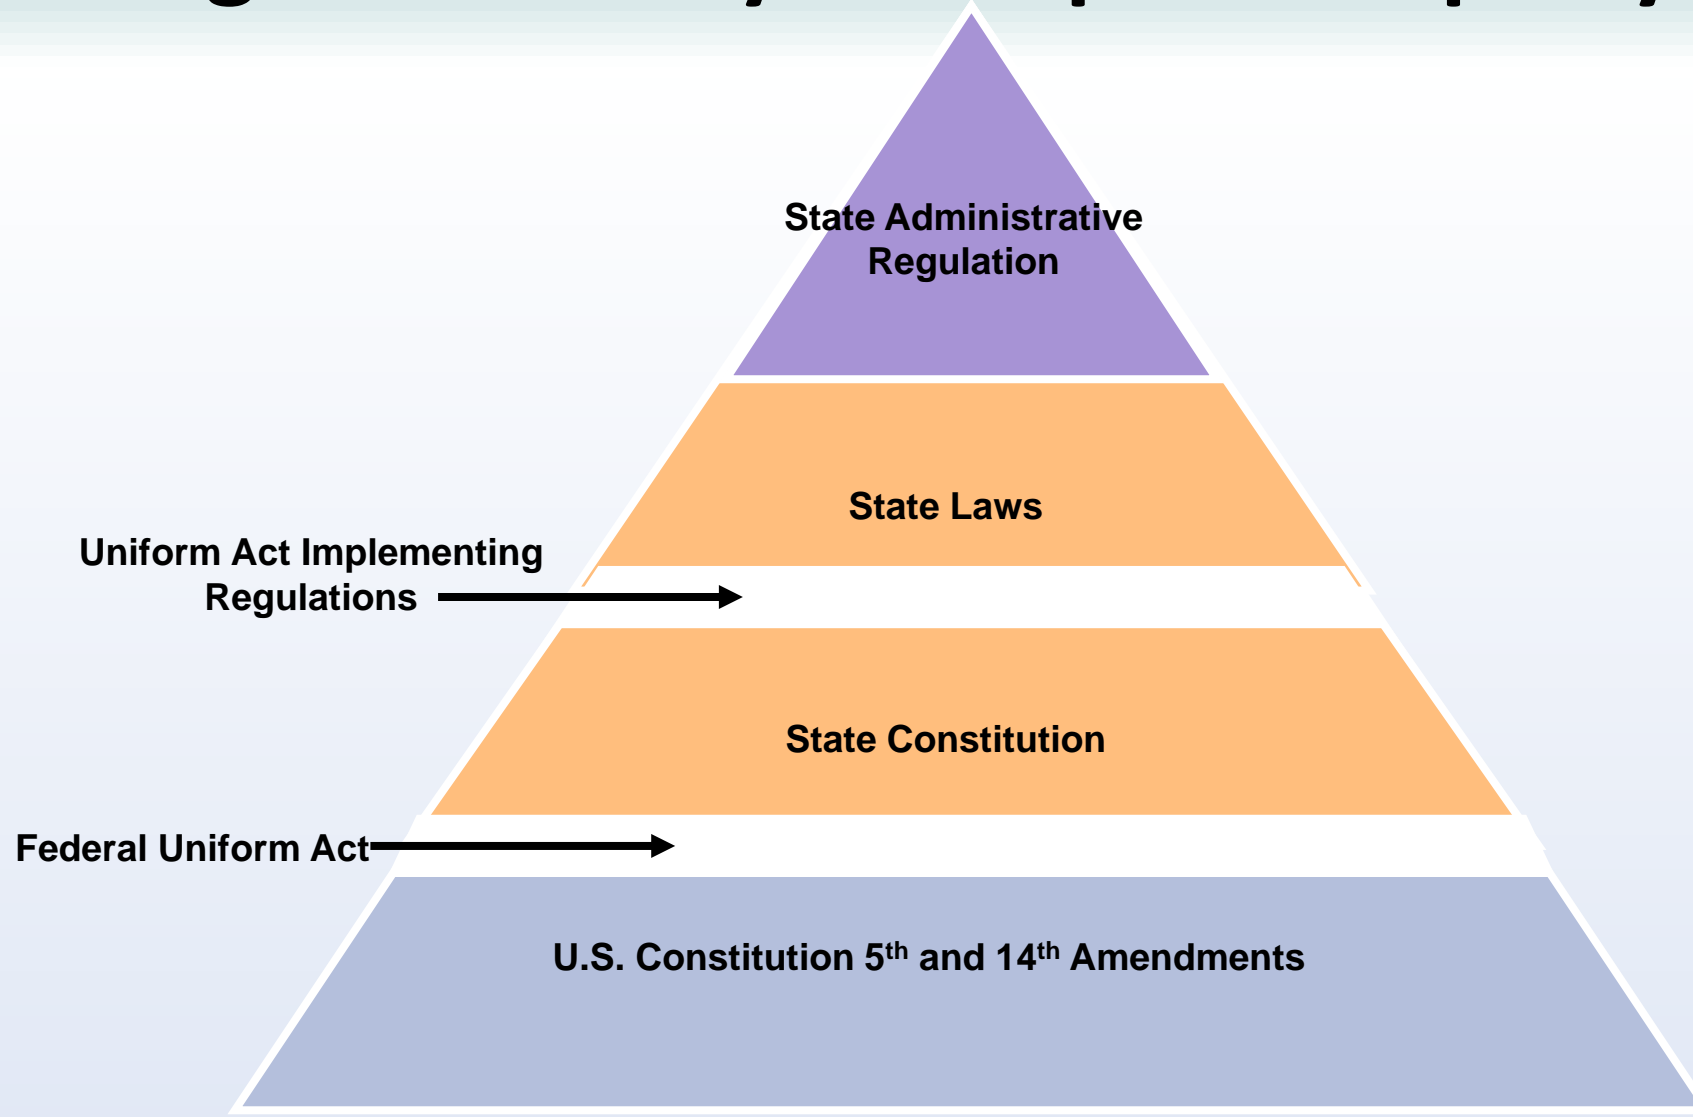 State Administrative
Regulation
State Laws
Uniform Act Implementing
Regulations
State Constitution
Federal Uniform Act
U.S. Constitution 5th and 14th Amendments